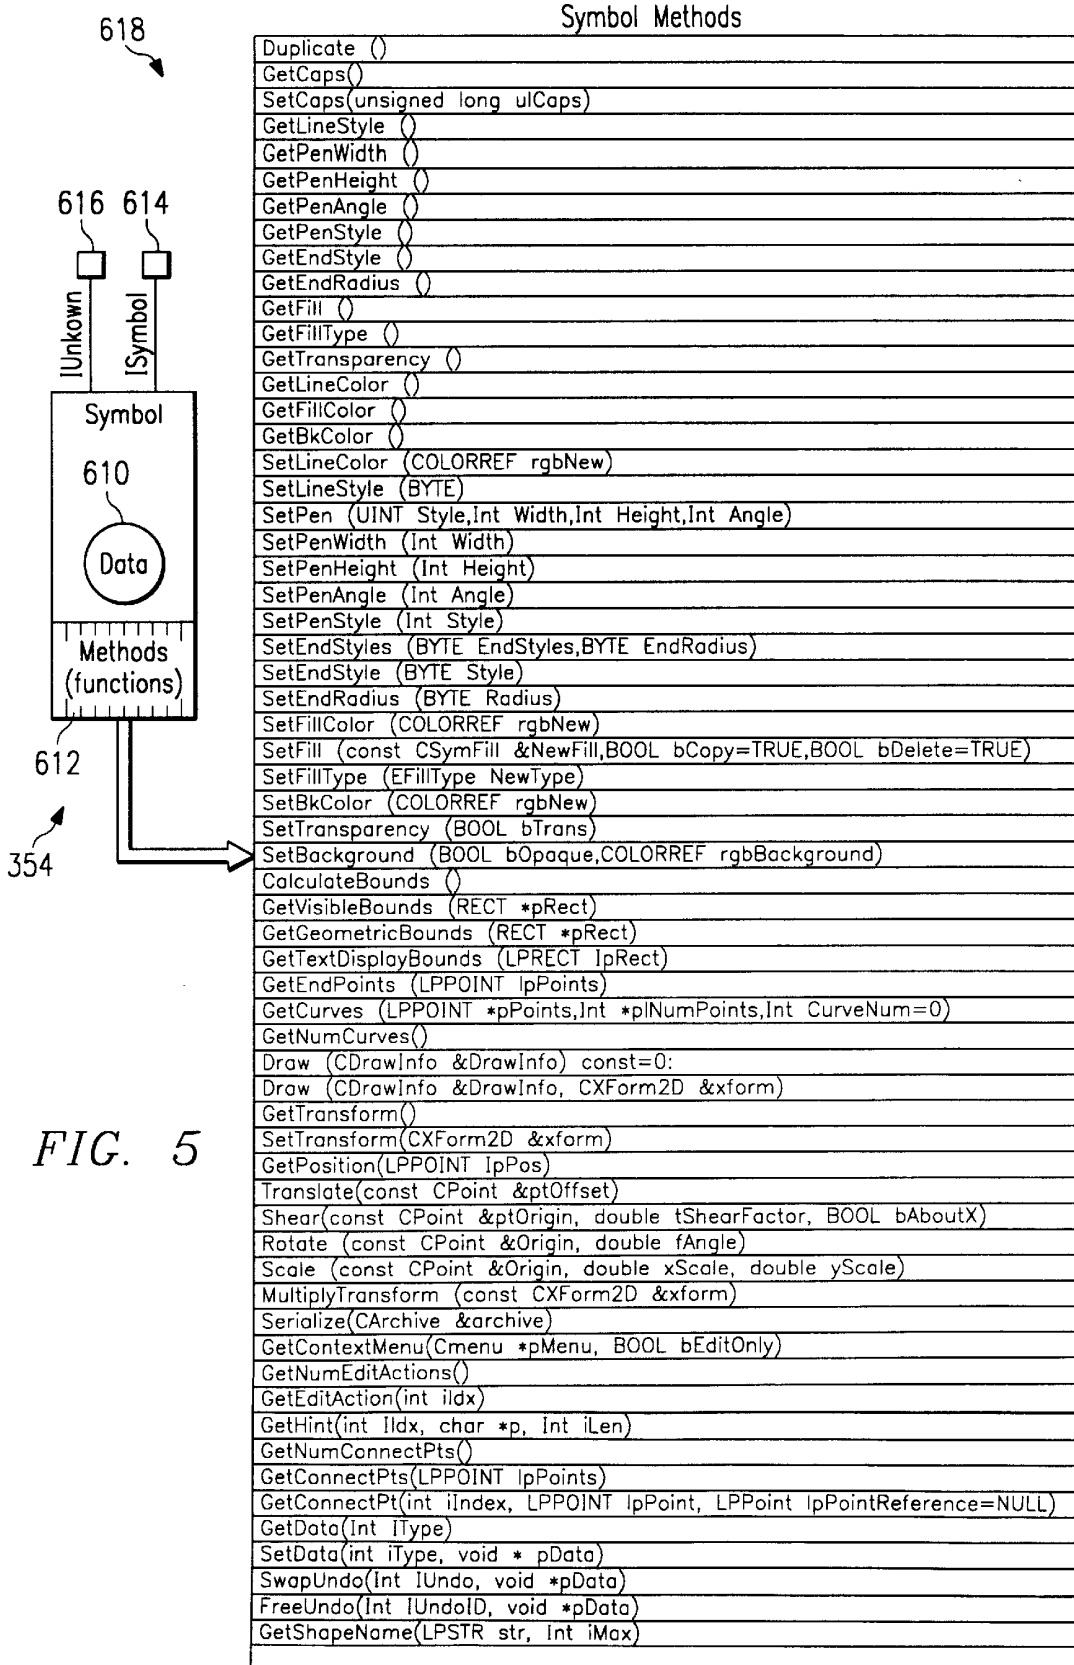 Symbol Methods
618
616 614
IUnkown
ISymbol
Symbol
610
Data
Methods
(functions)
612
354
FIG. 5
Duplicate ()
GetCaps()
SetCaps(unsigned long ulCaps)
GetLineStyle ()
GetPenWidth ()
GetPenHeight ()
GetPenAngle ()
GetPenStyle ()
GetEndStyle ()
GetEndRadius ()
GetFill ()
GetFillType ()
GetTransparency ()
GetLineColor ()
GetFillColor ()
GetBkColor ()
SetLineColor (COLORREF rgbNew)
SetLineStyle (BYTE)
SetPen (UINT Style,Int Width,Int Height,Int Angle)
SetPenWidth (Int Width)
SetPenHeight (Int Height)
SetPenAngle (Int Angle)
SetPenStyle (Int Style)
SetEndStyles (BYTE EndStyles,BYTE EndRadius)
SetEndStyle (BYTE Style)
SetEndRadius (BYTE Radius)
SetFillColor (COLORREF rgbNew)
SetFill (const CSymFill &NewFill,BOOL bCopy=TRUE,BOOL bDelete=TRUE)
SetFillType (EFillType NewType)
SetBkColor (COLORREF rgbNew)
SetTransparency (BOOL bTrans)
SetBackground (BOOL bOpaque,COLORREF rgbBackground)
CalculateBounds ()
GetVisibleBounds (RECT *pRect)
GetGeometricBounds (RECT *pRect)
GetTextDisplayBounds (LPRECT lpRect)
GetEndPoints (LPPOINT lpPoints)
GetCurves (LPPOINT *pPoints,Int *plNumPoints,Int CurveNum=0)
GetNumCurves()
Draw (CDrawInfo &DrawInfo) const=0:
Draw (CDrawInfo &DrawInfo, CXForm2D &xform)
GetTransform()
SetTransform(CXForm2D &xform)
GetPosition(LPPOINT lpPos)
Translate(const CPoint &ptOffset)
Shear(const CPoint &ptOrigin, double tShearFactor, BOOL bAboutX)
Rotate (const CPoint &Origin, double fAngle)
Scale (const CPoint &Origin, double xScale, double yScale)
MultiplyTransform (const CXForm2D &xform)
Serialize(CArchive &archive)
GetContextMenu(Cmenu *pMenu, BOOL bEditOnly)
GetNumEditActions()
GetEditAction(int iIdx)
GetHint(int IIdx, char *p, Int iLen)
GetNumConnectPts()
GetConnectPts(LPPOINT lpPoints)
GetConnectPt(int iIndex, LPPOINT lpPoint, LPPoint lpPointReference=NULL)
GetData(Int IType)
SetData(int iType, void * pData)
SwapUndo(Int IUndo, void *pData)
FreeUndo(Int IUndoID, void *pData)
GetShapeName(LPSTR str, Int iMax)